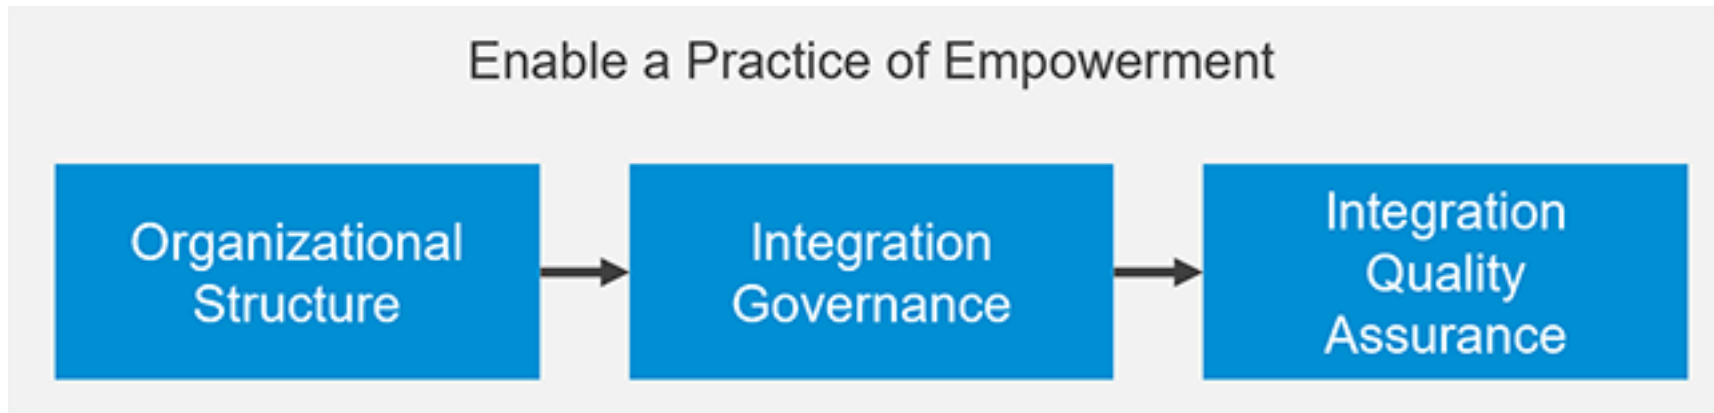 Enable a Practice of Empowerment
Organizational
Structure
Integration
Governance
Integration
Quality
Assurance